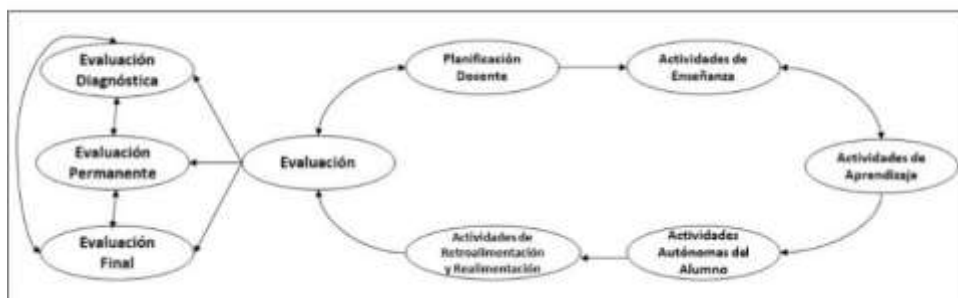 Evaluación
Diagnóstica
Evaluación
Permanente
Evaluación
Final
Evaluación
Planificación
Docente
Actividades de
Enseñanza
Actividades de
Aprendizaje
Actividades
Autónomas del
Alumno
Actividades de
Retroalimentación
y Realimentación